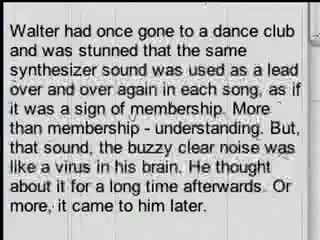 Walter had once gone to a dance club
and was stunned that the same
synthesizer sound was used as a lead
over and over again in each song, as if
it was a sign of membership. More
than membership - understanding. But,
that sound, the buzzy clear noise was
like a virus in his brain. He thought
about it for a long time afterwards. Or
more, it came to him later.